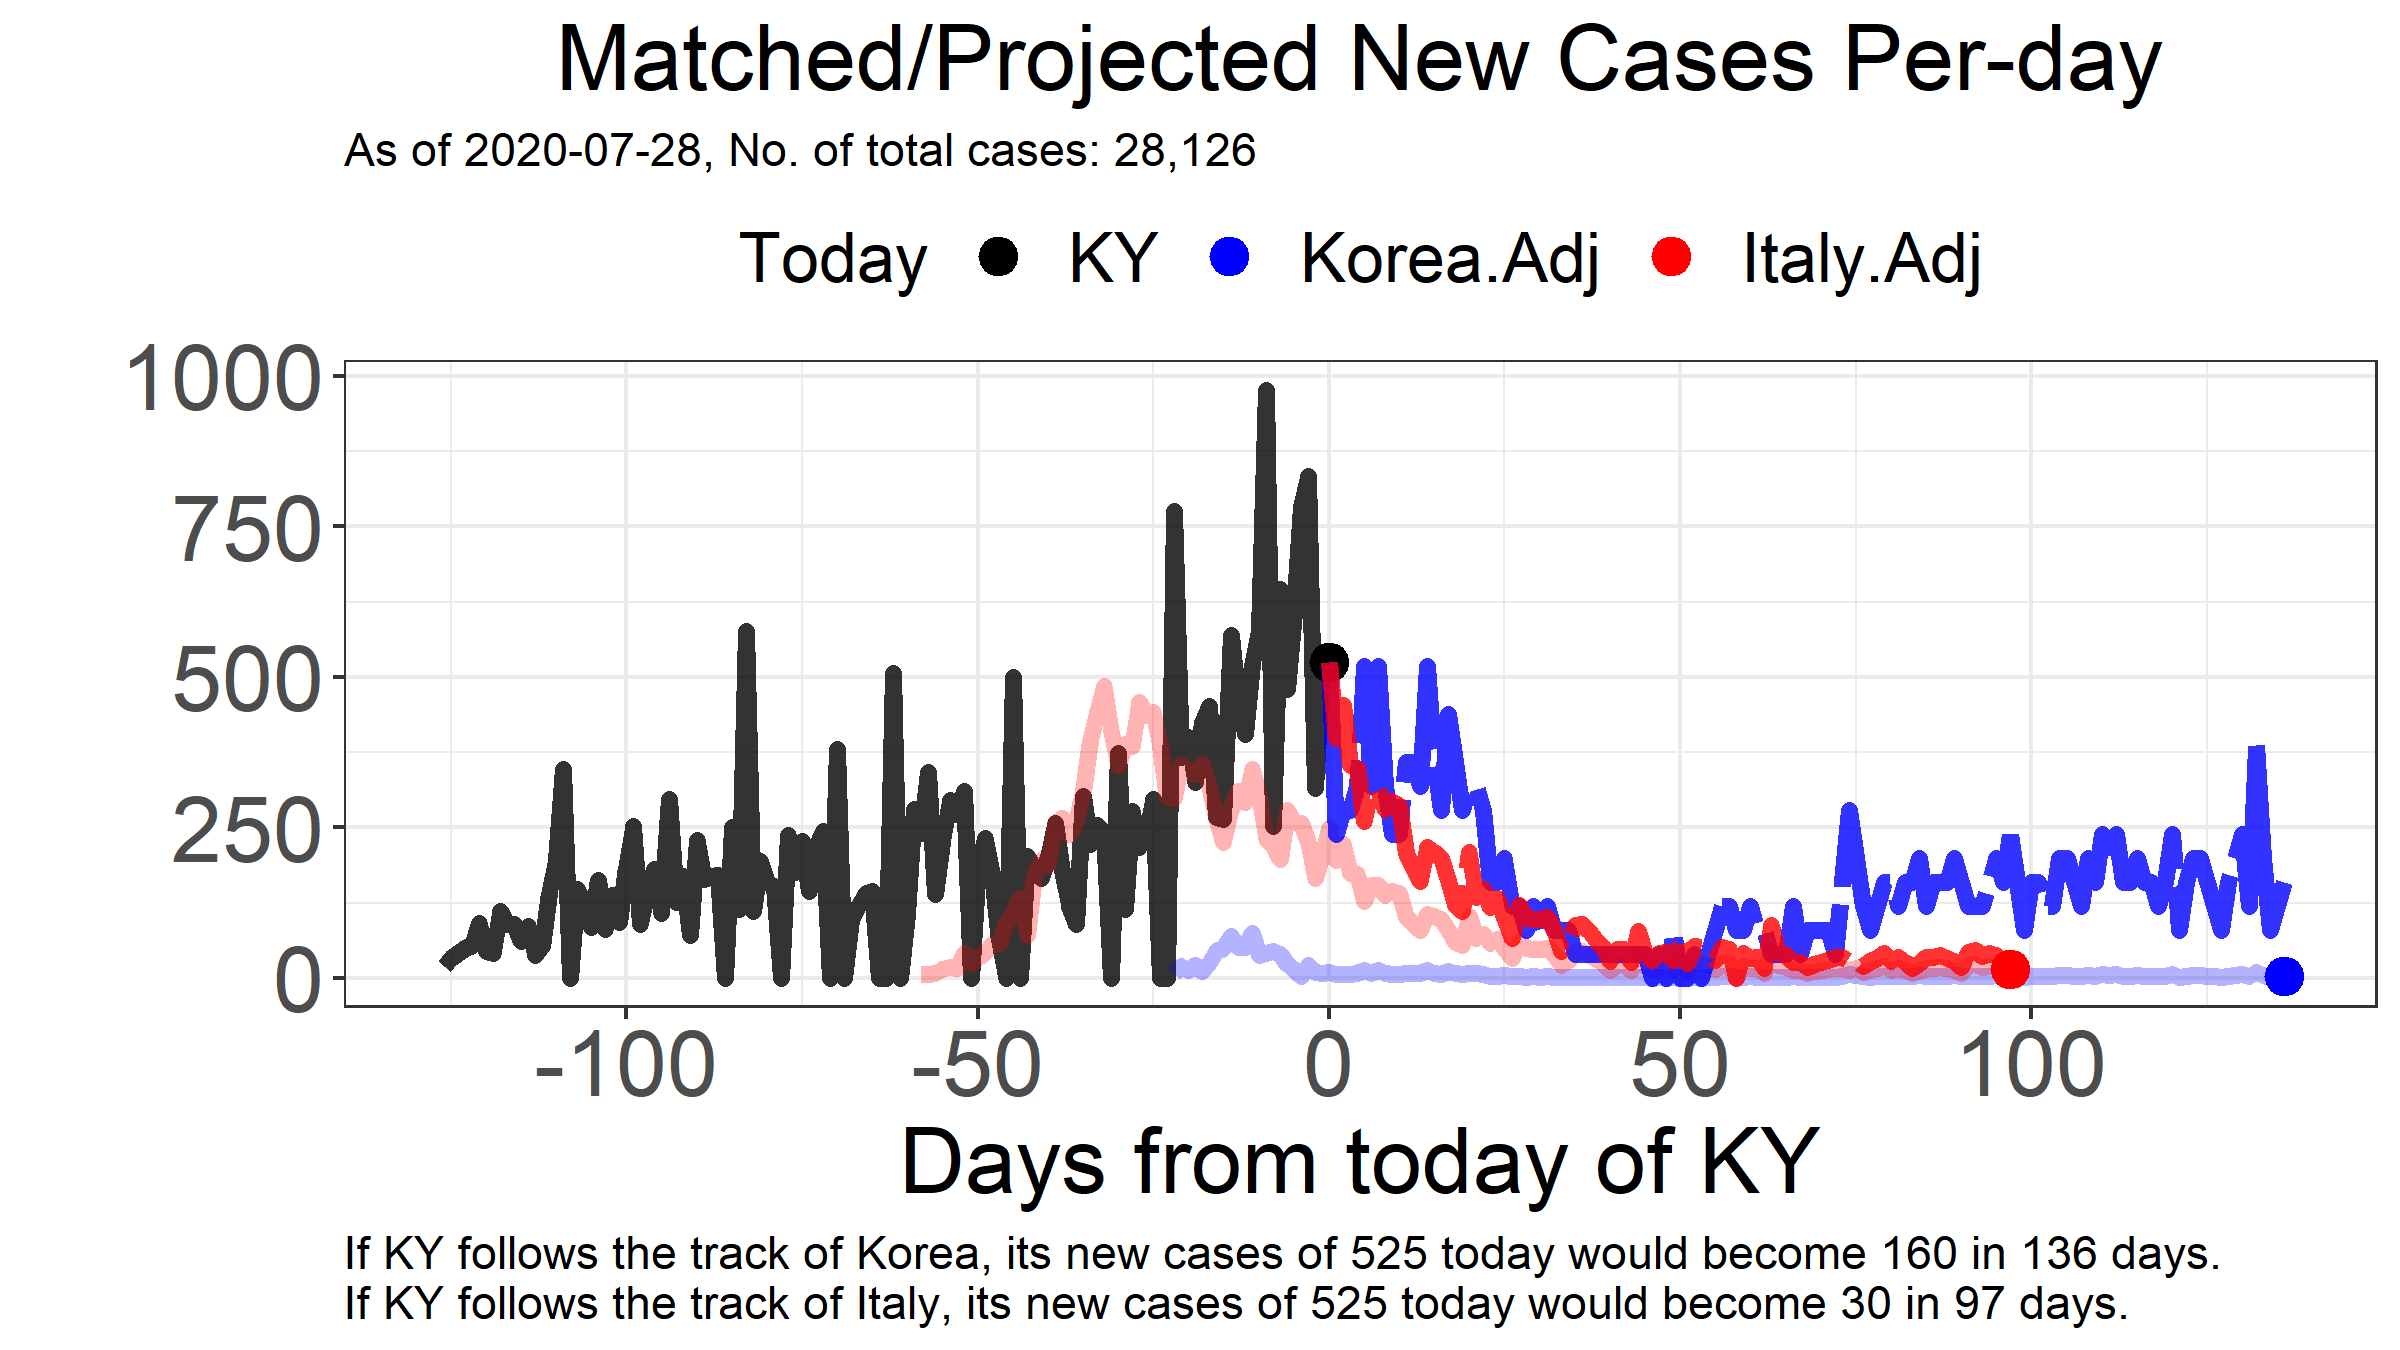 Matched/Projected New Cases Per-day
As of 2020-07-28, No. of total cases: 28,126
Today KY Korea.Adj Italy.Adj
1000
750
500
250
0
-100 -50 0 50 100
Days from today of KY
If KY follows the track of Korea, its new cases of 525 today would become 160 in 136 days.
If KY follows the track of Italy, its new cases of 525 today would become 30 in 97 days.